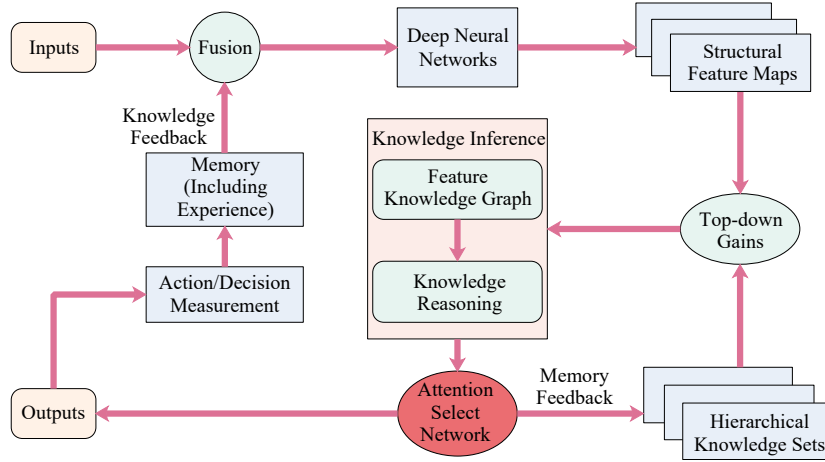 Inputs
Fusion
Deep Neural
Networks
Structural
Feature Maps
Knowledge
Feedback
Memory
(Including
Experience)
Knowledge Inference
Feature
Knowledge Graph
Knowledge
Reasoning
Top-down
Gains
Action/Decision
Measurement
Outputs
Attention
Select
Network
Memory
Feedback
Hierarchical
Knowledge Sets